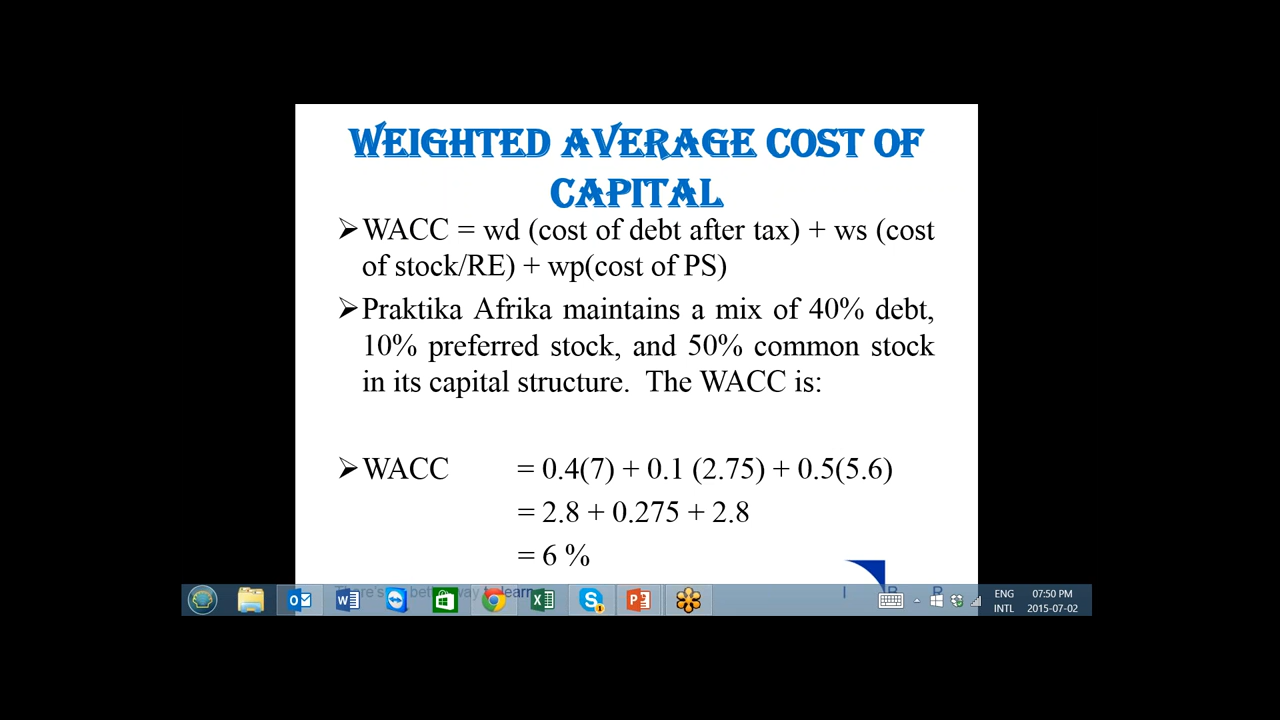 WEIGHTED AVERAGE COST OF
CAPITAL
➢WACC = wd (cost of debt after tax) + ws (cost
of stock/RE) + wp(cost of PS)
➢Praktika Afrika maintains a mix of 40% debt,
10% preferred stock, and 50% common stock
in its capital structure. The WACC is:
➢WACC = 0.4(7) + 0.1 (2.75) + 0.5(5.6)
= 2.8 + 0.275 + 2.8
= 6 %
ENG 07:50 PM
INTL 2015-07-02